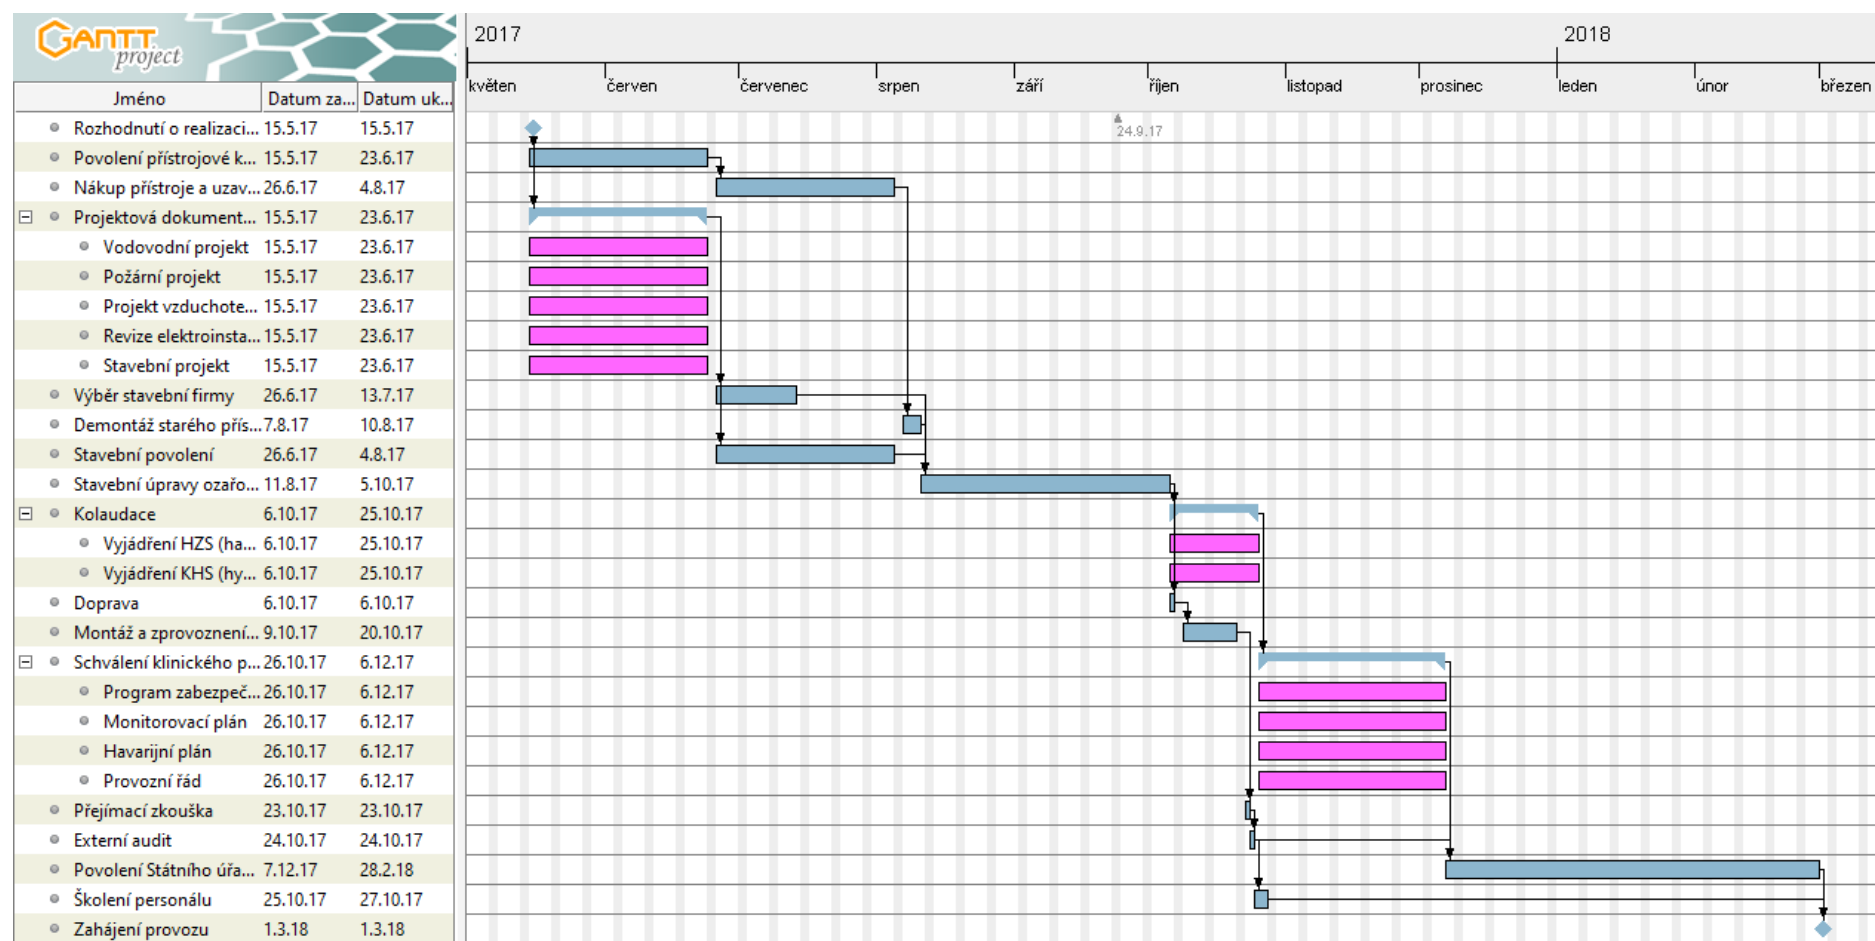 GANTT
project
2017
2018
květen červen červenec srpen září říjen listopad prosinec leden únor březen
Jméno Datum za... Datum uk...
24.9.17
Rozhodnutí o realizaci... 15.5.17 15.5.17
Povolení přístrojové k... 15.5.17 23.6.17
Nákup přístroje a uzav... 26.6.17 4.8.17
Projektová dokument... 15.5.17 23.6.17
Vodovodní projekt 15.5.17 23.6.17
Požární projekt 15.5.17 23.6.17
Projekt vzduchote... 15.5.17 23.6.17
Revize elektroinsta... 15.5.17 23.6.17
Stavební projekt 15.5.17 23.6.17
Výběr stavební firmy 26.6.17 13.7.17
Demontáž starého přís... 7.8.17 10.8.17
Stavební povolení 26.6.17 4.8.17
Stavební úpravy ozařo... 11.8.17 5.10.17
Kolaudace 6.10.17 25.10.17
Vyjádření HZS (ha... 6.10.17 25.10.17
Vyjádření KHS (hy... 6.10.17 25.10.17
Doprava 6.10.17 6.10.17
Montáž a zprovoznení... 9.10.17 20.10.17
Schválení klinického p... 26.10.17 6.12.17
Program zabezpeč... 26.10.17 6.12.17
Monitorovací plán 26.10.17 6.12.17
Havarijní plán 26.10.17 6.12.17
Provozní řád 26.10.17 6.12.17
Přejímací zkouška 23.10.17 23.10.17
Externí audit 24.10.17 24.10.17
Povolení Státního úřa... 7.12.17 28.2.18
Školení personálu 25.10.17 27.10.17
Zahájení provozu 1.3.18 1.3.18